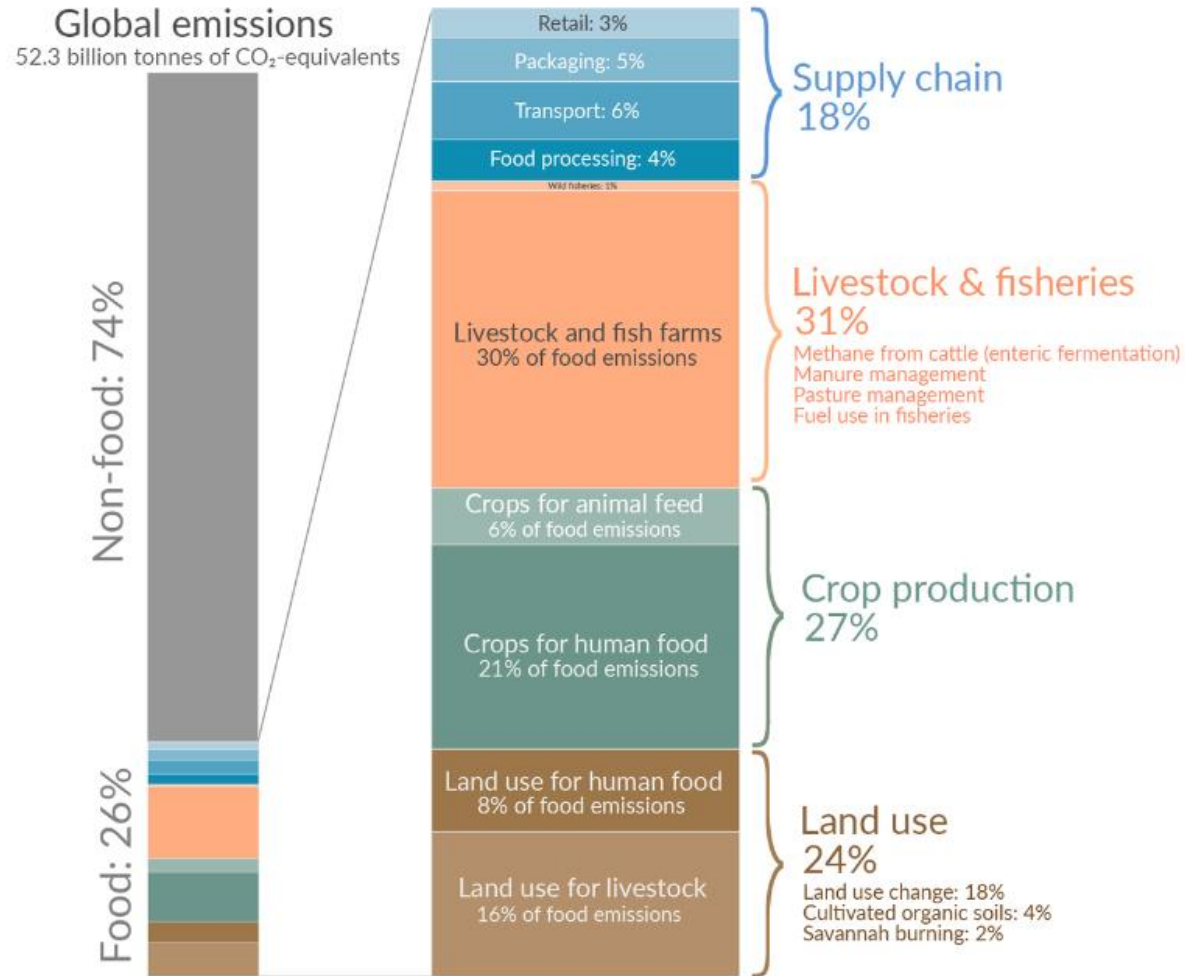 Global emissions
52.3 billion tonnes of CO₂-equivalents
Non-food: 74%
Food: 26%
Retail: 3%
Packaging: 5%
Transport: 6%
Food processing: 4%
Wild fisheries: 1%
Livestock and fish farms
30% of food emissions
Crops for animal feed
6% of food emissions
Crops for human food
21% of food emissions
Land use for human food
8% of food emissions
Land use for livestock
16% of food emissions
Supply chain
18%
Livestock & fisheries
31%
Methane from cattle (enteric fermentation)
Manure management
Pasture management
Fuel use in fisheries
Crop production
27%
Land use
24%
Land use change: 18%
Cultivated organic soils: 4%
Savannah burning: 2%